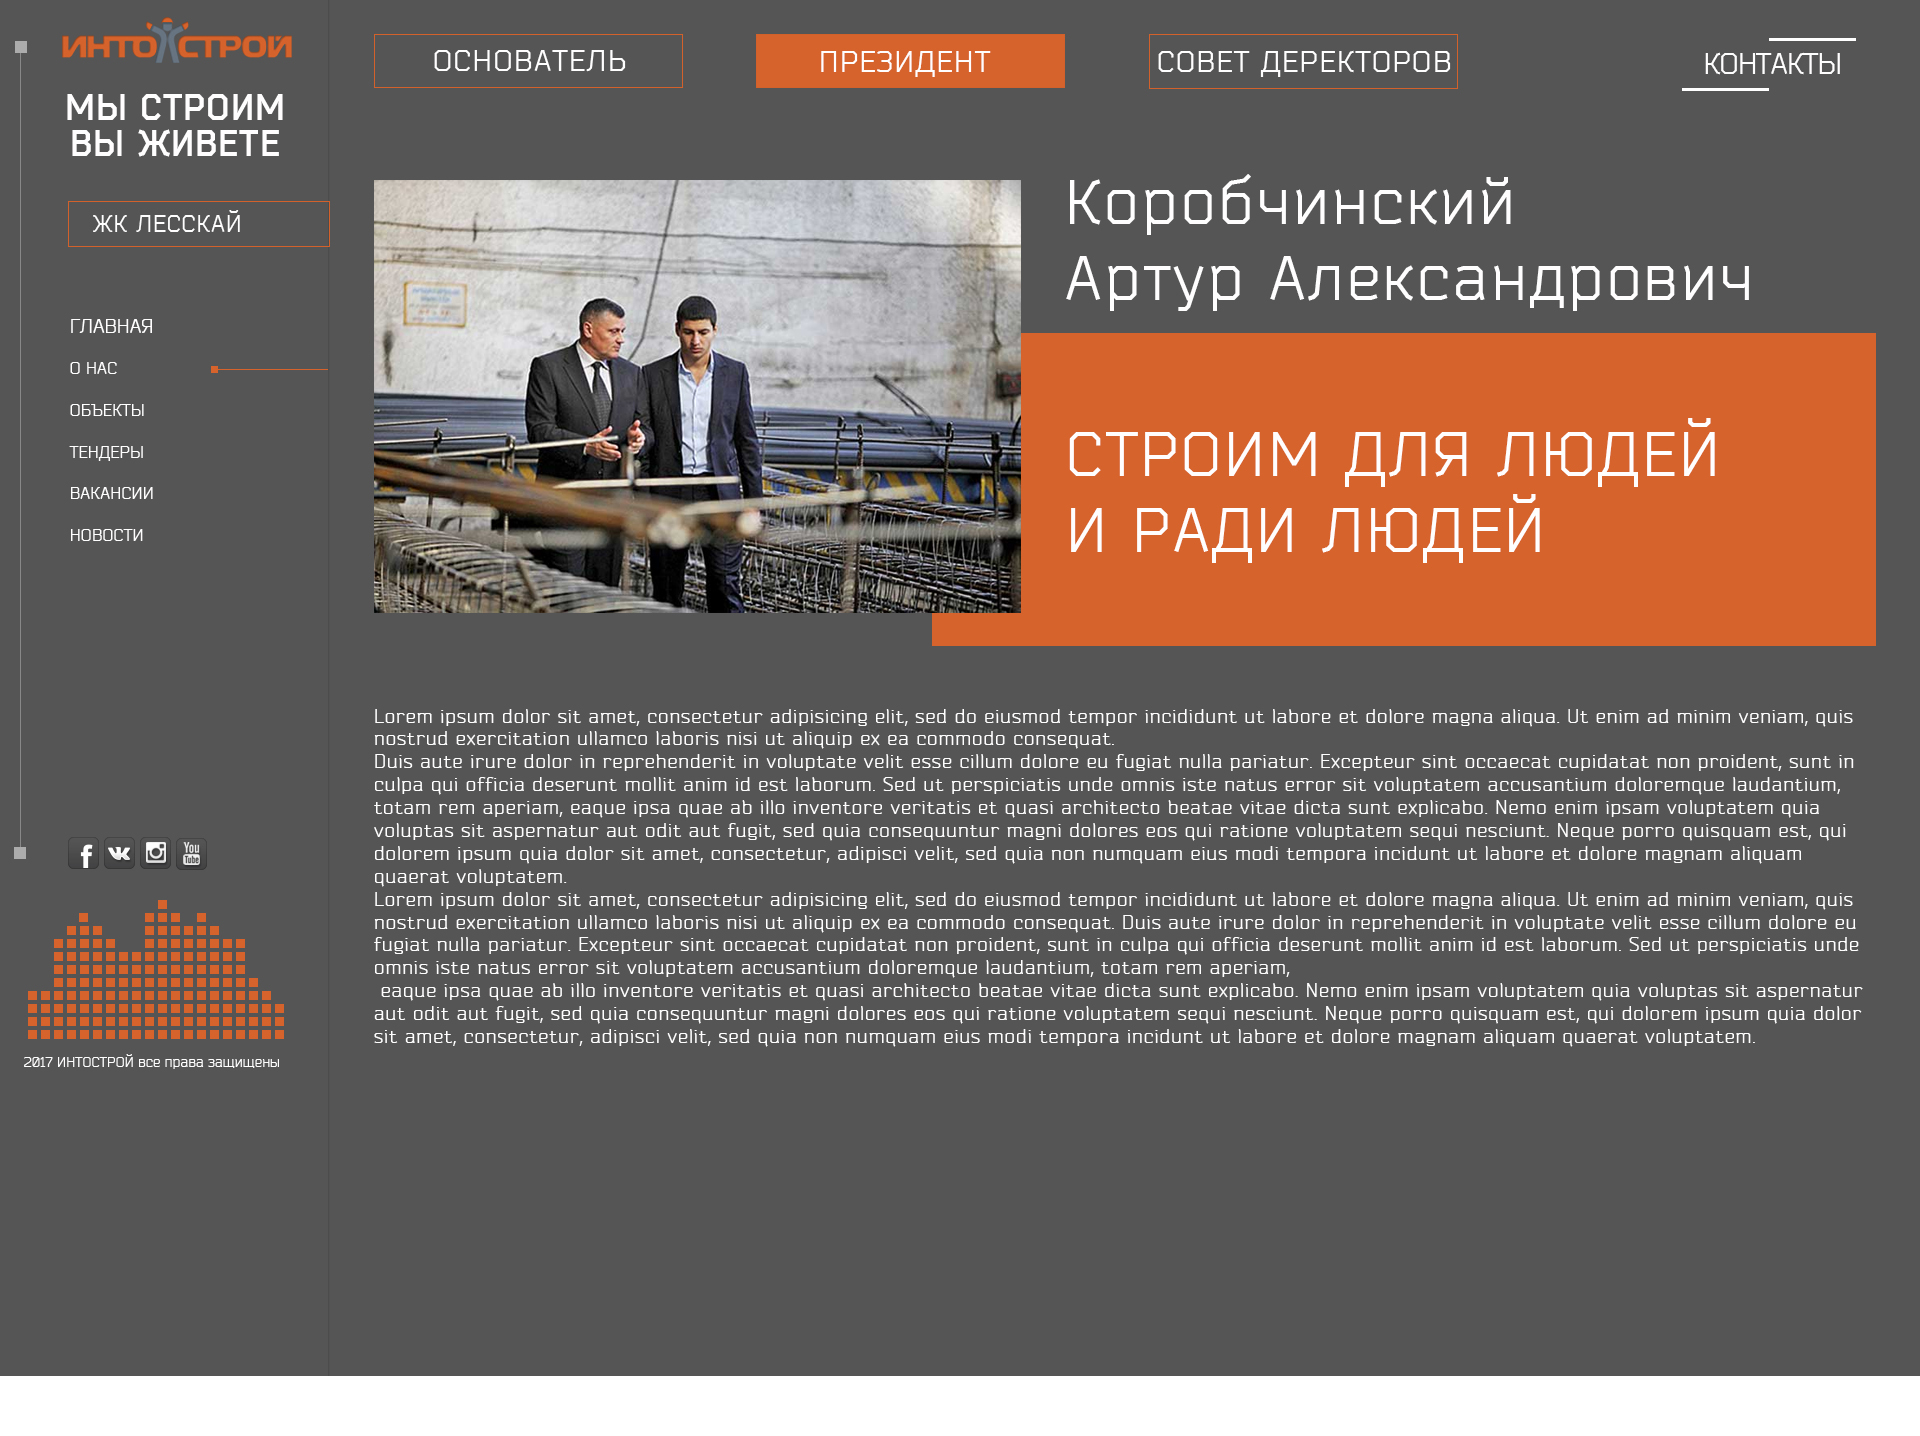 ИНТОСТРОЙ
МЫ СТРОИМ
ВЫ ЖИВЕТЕ
ЖК ЛЕССКАЙ
ГЛАВНАЯ
О НАС
ОБЪЕКТЫ
ТЕНДЕРЫ
ВАКАНСИИ
НОВОСТИ
You
Tube
2017 ИНТОСТРОЙ все права защищены
ОСНОВАТЕЛЬ
ПРЕЗИДЕНТ
СОВЕТ ДЕРЕКТОРОВ
КОНТАКТЫ
Коробчинский
Артур Александрович
СТРОИМ ДЛЯ ЛЮДЕЙ
И РАДИ ЛЮДЕЙ
Lorem ipsum dolor sit amet, consectetur adipisicing elit, sed do eiusmod tempor incididunt ut labore et dolore magna aliqua. Ut enim ad minim veniam, quis
nostrud exercitation ullamco laboris nisi ut aliquip ex ea commodo consequat.
Duis aute irure dolor in reprehenderit in voluptate velit esse cillum dolore eu fugiat nulla pariatur. Excepteur sint occaecat cupidatat non proident, sunt in
culpa qui officia deserunt mollit anim id est laborum. Sed ut perspiciatis unde omnis iste natus error sit voluptatem accusantium doloremque laudantium,
totam rem aperiam, eaque ipsa quae ab illo inventore veritatis et quasi architecto beatae vitae dicta sunt explicabo. Nemo enim ipsam voluptatem quia
voluptas sit aspernatur aut odit aut fugit, sed quia consequuntur magni dolores eos qui ratione voluptatem sequi nesciunt. Neque porro quisquam est, qui
dolorem ipsum quia dolor sit amet, consectetur, adipisci velit, sed quia non numquam eius modi tempora incidunt ut labore et dolore magnam aliquam
quaerat voluptatem.
Lorem ipsum dolor sit amet, consectetur adipisicing elit, sed do eiusmod tempor incididunt ut labore et dolore magna aliqua. Ut enim ad minim veniam, quis
nostrud exercitation ullamco laboris nisi ut aliquip ex ea commodo consequat. Duis aute irure dolor in reprehenderit in voluptate velit esse cillum dolore eu
fugiat nulla pariatur. Excepteur sint occaecat cupidatat non proident, sunt in culpa qui officia deserunt mollit anim id est laborum. Sed ut perspiciatis unde
omnis iste natus error sit voluptatem accusantium doloremque laudantium, totam rem aperiam,
eaque ipsa quae ab illo inventore veritatis et quasi architecto beatae vitae dicta sunt explicabo. Nemo enim ipsam voluptatem quia voluptas sit aspernatur
aut odit aut fugit, sed quia consequuntur magni dolores eos qui ratione voluptatem sequi nesciunt. Neque porro quisquam est, qui dolorem ipsum quia dolor
sit amet, consectetur, adipisci velit, sed quia non numquam eius modi tempora incidunt ut labore et dolore magnam aliquam quaerat voluptatem.